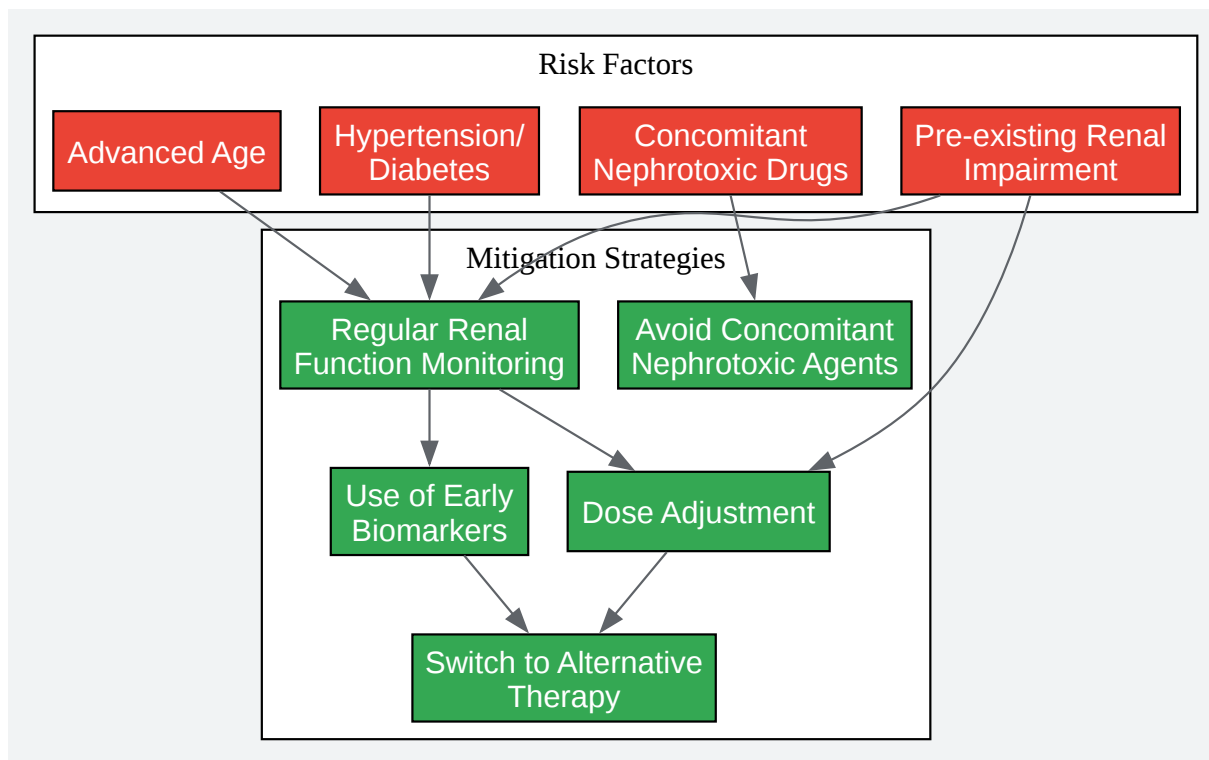 Risk Factors
Advanced Age
Hypertension/
Diabetes
Concomitant
Nephrotoxic Drugs
Pre-existing Renal
Impairment
Mitigation Strategies
Regular Renal
Function Monitoring
Avoid Concomitant
Nephrotoxic Agents
Use of Early
Biomarkers
Dose Adjustment
Switch to Alternative
Therapy